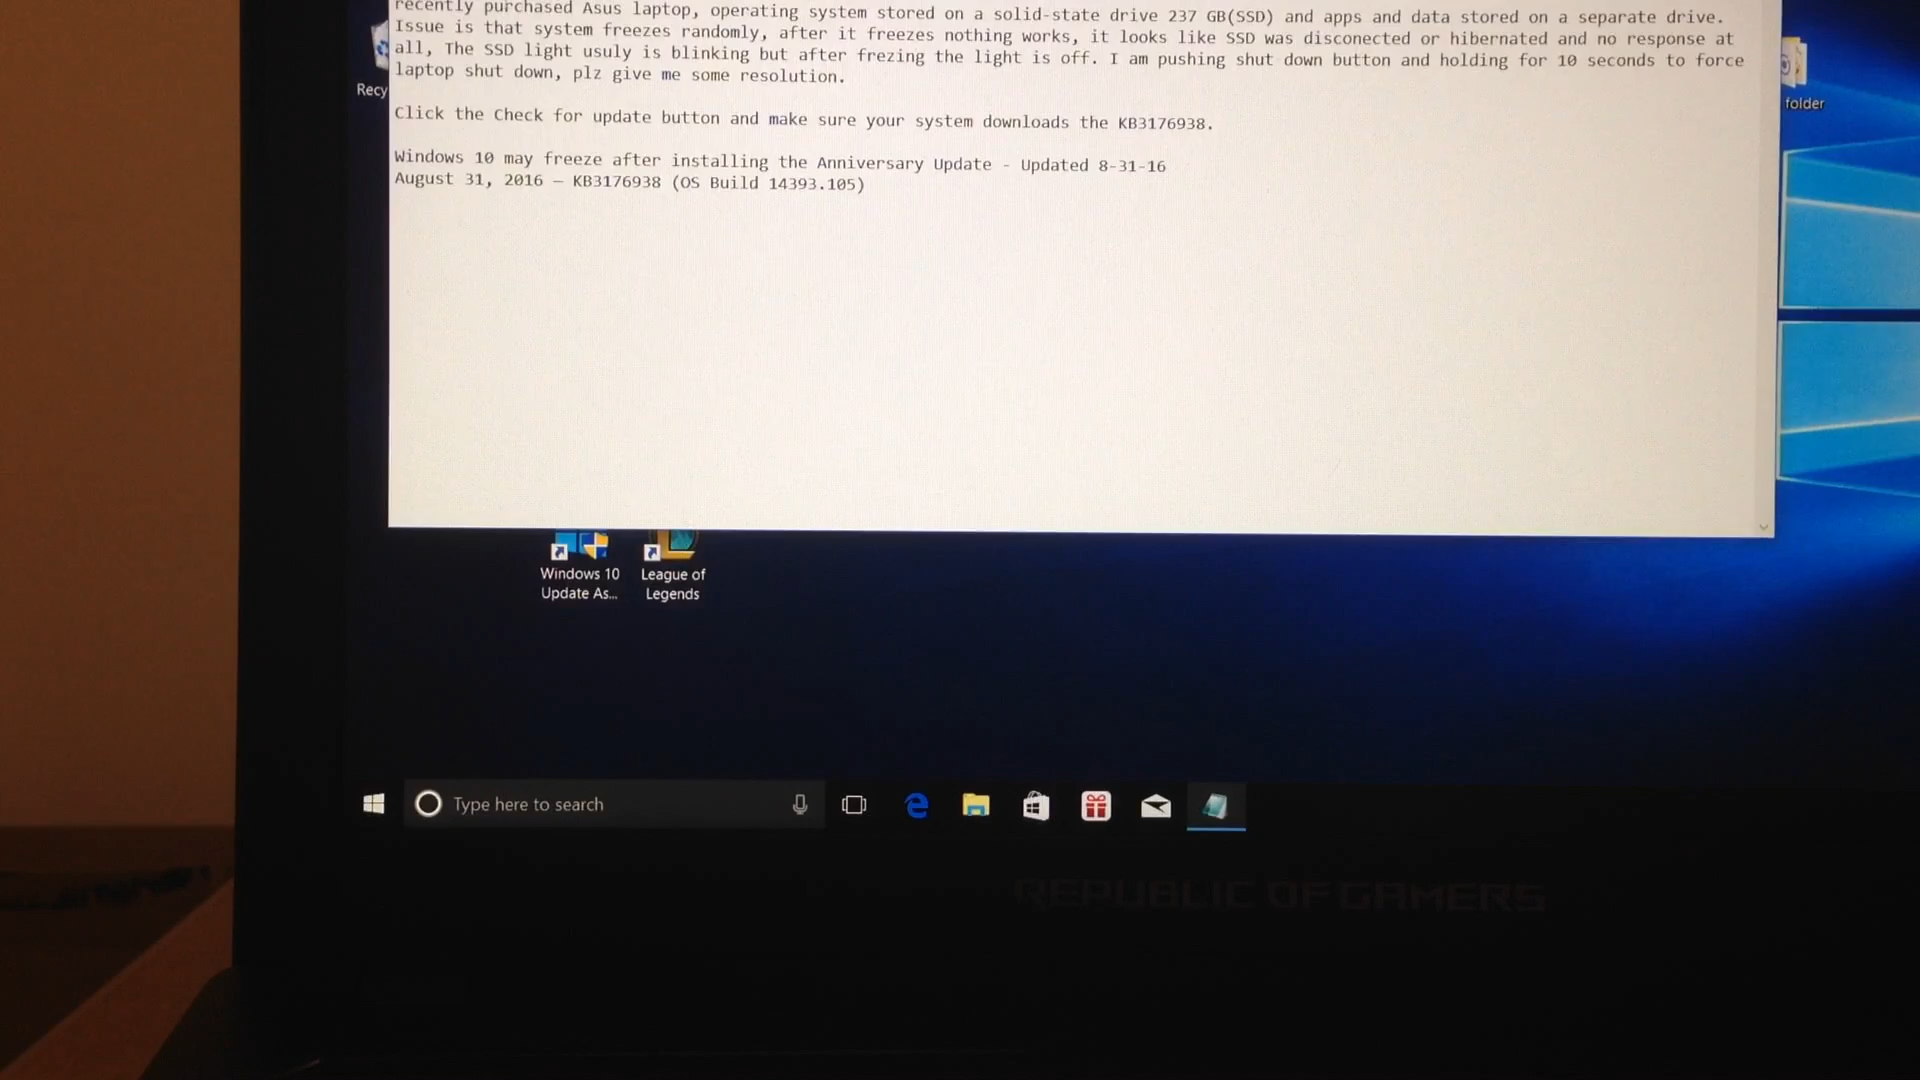 recently purchased Asus laptop, operating system stored on a solid-state drive 237 GB(SSD) and apps and data stored on a separate drive.
Issue is that system freezes randomly, after it freezes nothing works, it looks like SSD was disconected or hibernated and no response at
all, The SSD light usuly is blinking but after frezing the light is off. I am pushing shut down button and holding for 10 seconds to force
laptop shut down, plz give me some resolution.
Click the Check for update button and make sure your system downloads the KB3176938.
Windows 10 may freeze after installing the Anniversary Update - Updated 8-31-16
August 31, 2016 — KB3176938 (OS Build 14393.105)
Recy
folder
Windows 10
Update As...
League of
Legends
Type here to search
REPUBLIC OF GAMERS